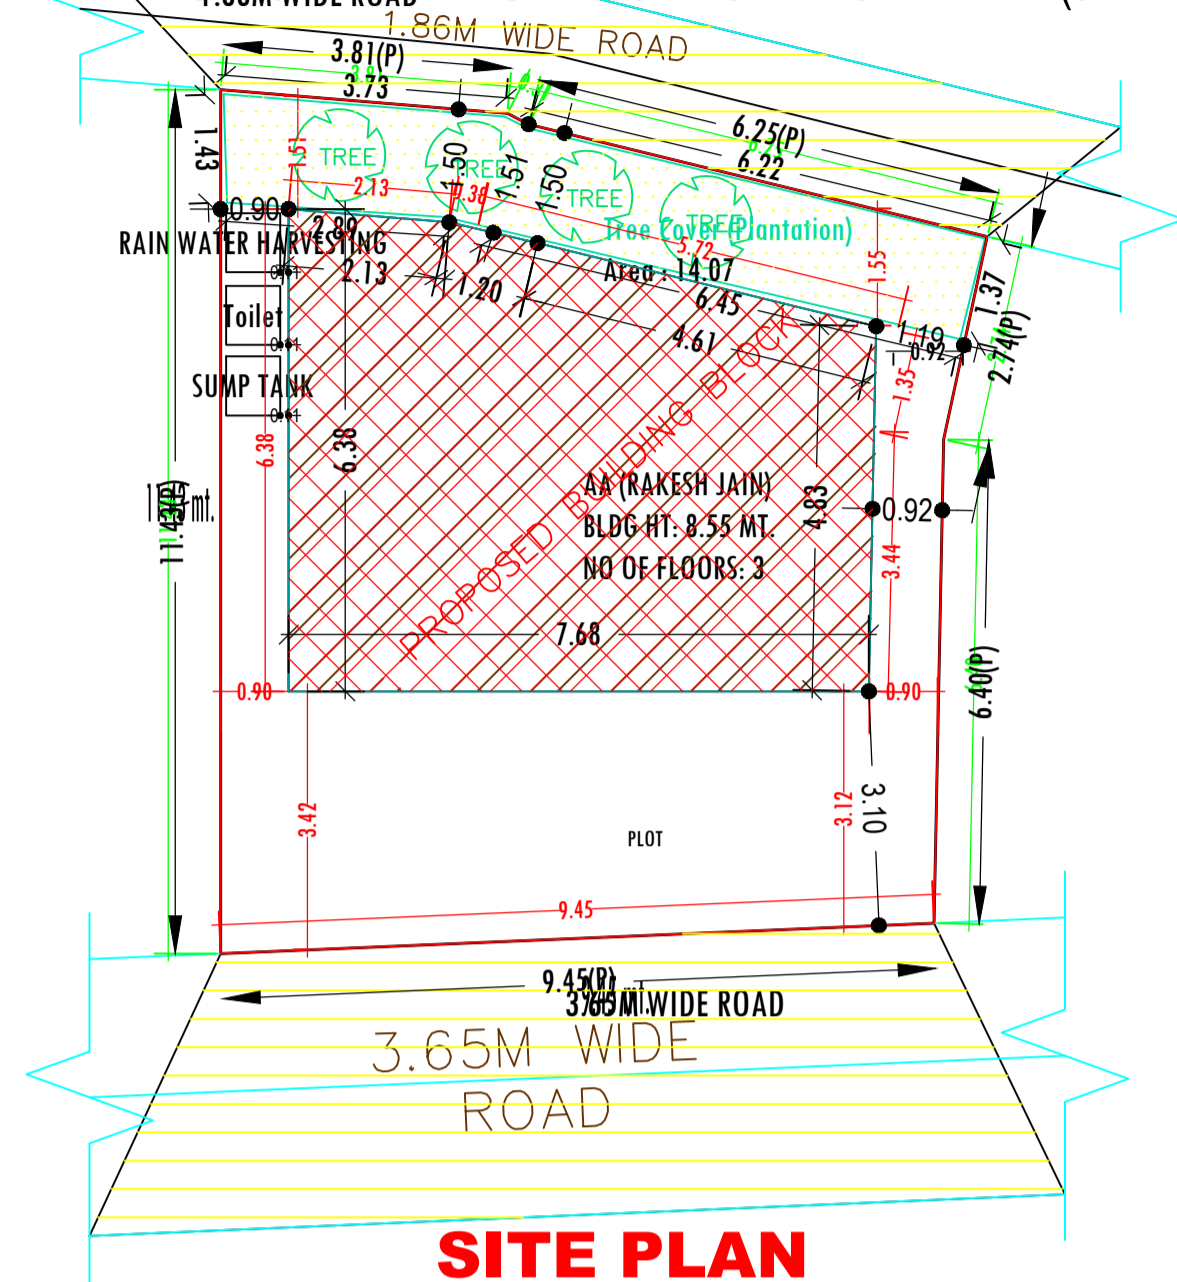 1.86M WIDE ROAD
3.81(P)
3.73
6.25(P)
6.22
1.43
1.51
TREE
1.50
TREE
1.51
1.50
TREE
TREE
2.13
0.38
Tree Cover(Plantation)
0.90
2.89
RAIN WATER HARVESTING
2.13
1.20
5.72
Area : 14.07
6.45
4.61
1.55
1.37
1.19
0.92
2.74(P)
1.35
Toilet
SUMP TANK
6.38
6.38
11.43(P)
PROPOSED BUILDING BLOCK
AA (RAKESH JAIN)
BLDG HT: 8.55 MT.
NO OF FLOORS: 3
4.83
0.92
3.44
7.68
6.40(P)
0.90
0.90
3.42
3.12
3.10
PLOT
9.45
9.45(P)
3.65M WIDE ROAD
3.65M WIDE
ROAD
SITE PLAN